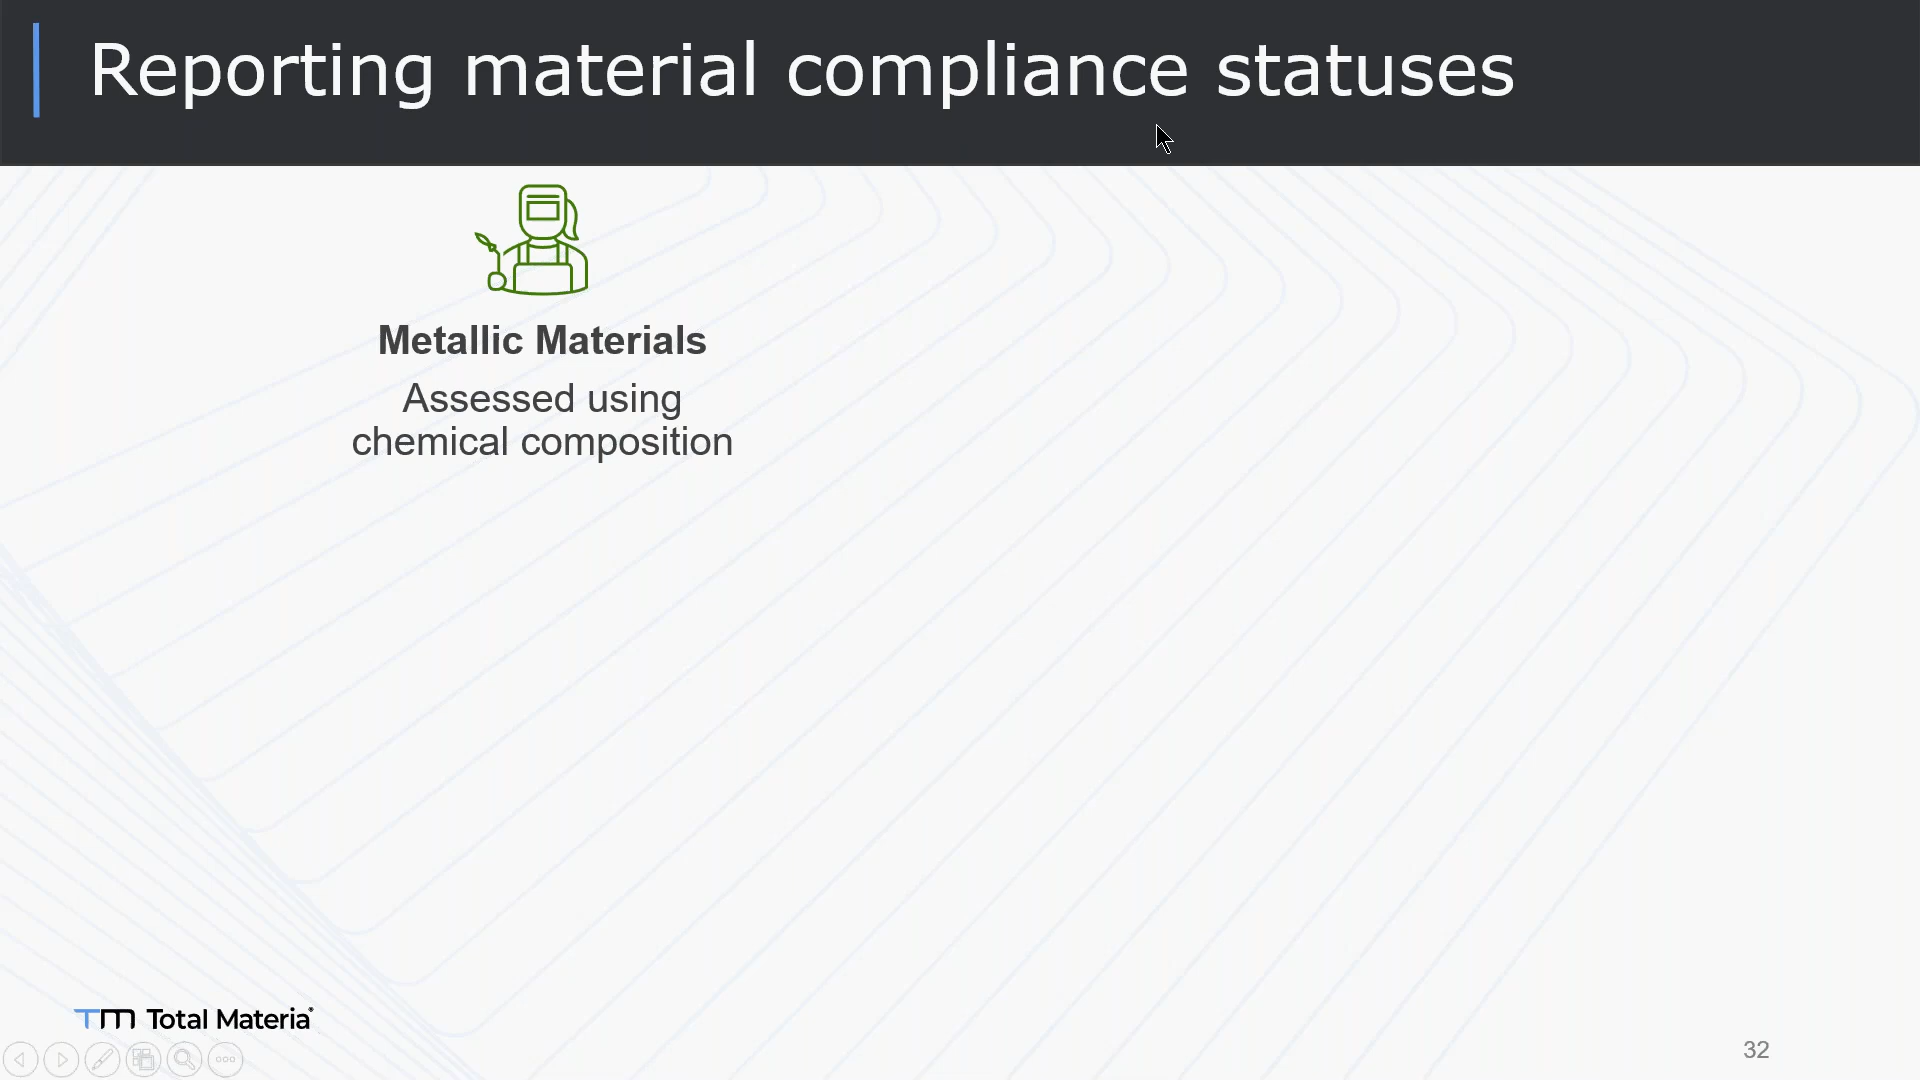 Reporting material compliance statuses
Metallic Materials
Assessed using
chemical composition
TM Total Materia®
32